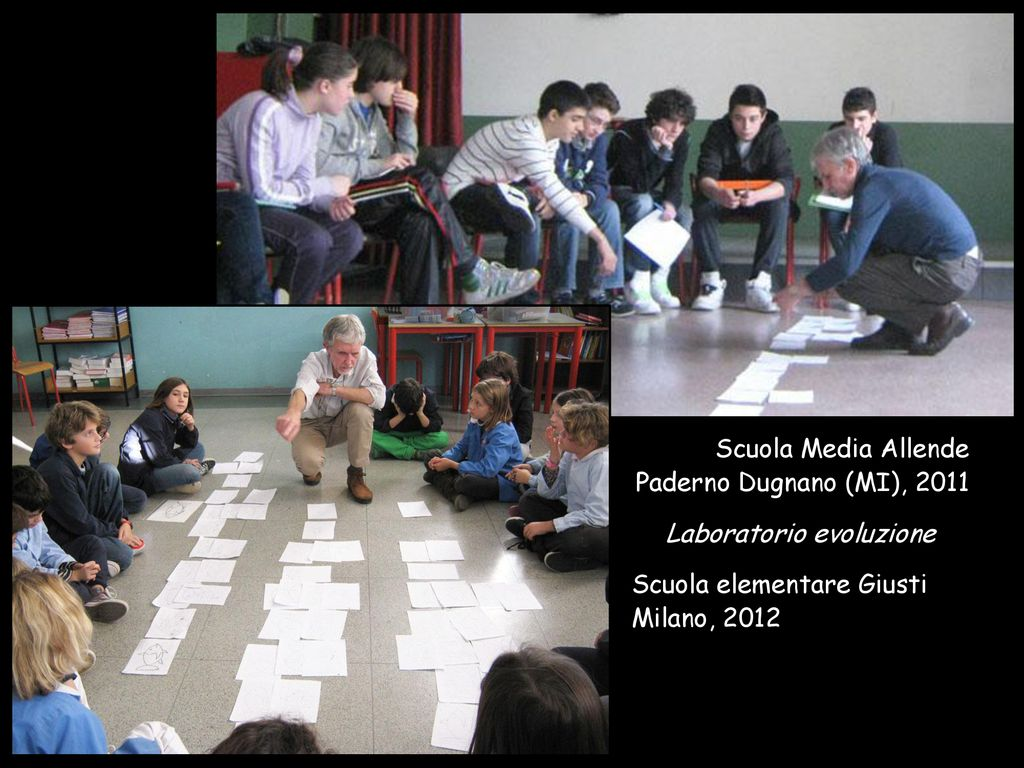 Scuola Media Allende
Paderno Dugnano (MI), 2011
Laboratorio evoluzione
Scuola elementare Giusti
Milano, 2012